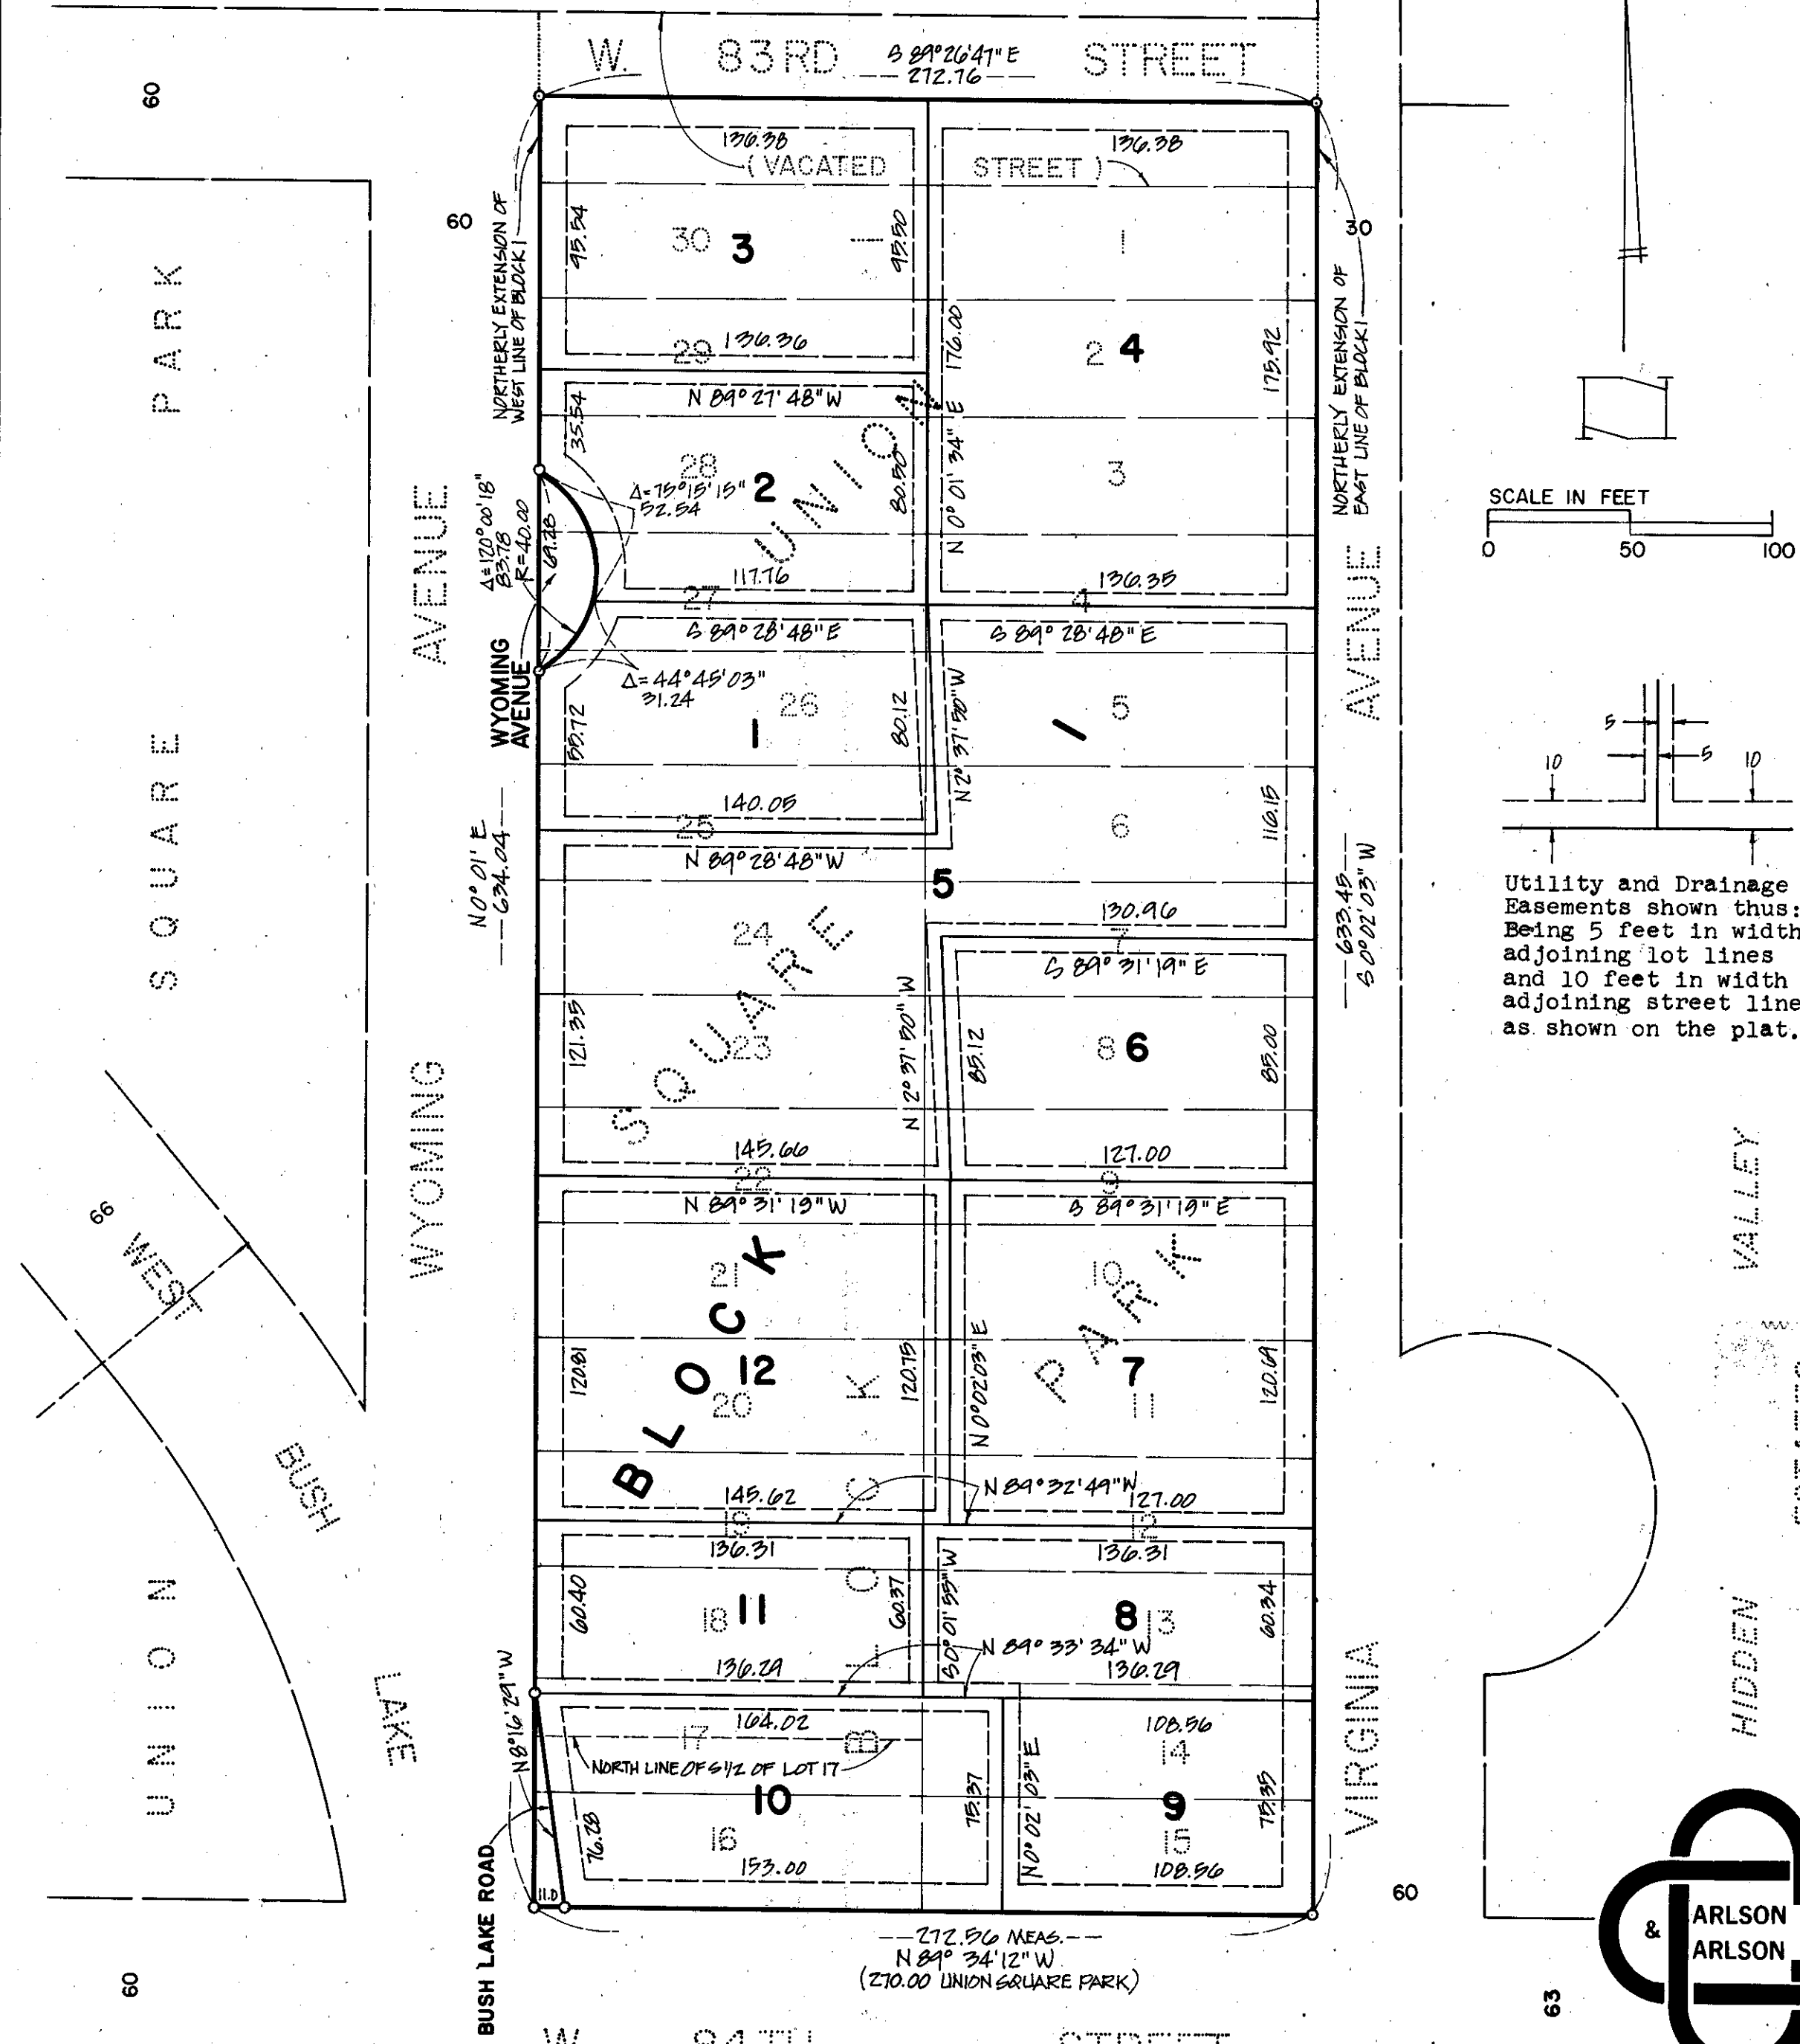 W. 83RD STREET
S 89°26'47" E
272.76
60
136.38
136.38
(VACATED STREET)
NORTHERLY EXTENSION OF
WEST LINE OF BLOCK 1
60
30
95.54
30
3
1
95.50
1
NORTHERLY EXTENSION OF
EAST LINE OF BLOCK 1
29
136.36
176.00
2
4
175.92
N 89° 27' 48" W
35.54
28
2
80.50
N 0° 01' 34" E
3
Δ=75°15'15"
52.54
Δ=120°00'18"
83.78
R=40.00
69.28
117.76
27
136.35
4
SCALE IN FEET
0 50 100
S 89° 28' 48" E
S 89° 28' 48" E
WYOMING
AVENUE
Δ=44°45'03"
31.24
26
55.72
1
80.12
N 2° 37' 50" W
1
5
140.05
25
6
116.15
5
5
10
10
N 0° 01' E
634.04
N 89° 28' 48" W
5
633.45
S 0° 02' 03" W
Utility and Drainage
Easements shown thus:
Being 5 feet in width
adjoining lot lines
and 10 feet in width
adjoining street line
as shown on the plat.
24
130.96
7
S 89° 31' 19" E
121.35
23
N 2° 37' 50" W
85.12
8
6
85.00
145.66
22
127.00
9
N 89° 31' 19" W
S 89° 31' 19" E
21
10
BLOCK
12
20
120.81
120.75
N 0° 02' 03" E
7
11
120.69
145.62
19
N 89° 32' 49" W
127.00
12
136.31
136.31
60.40
18
11
60.37
S 0° 01' 55" W
8
13
60.34
N 89° 33' 34" W
136.29
136.29
N 8° 16' 29" W
164.02
17
108.56
14
NORTH LINE OF S 1/2 OF LOT 17
10
76.28
16
75.37
N 0° 02' 03" E
9
15
75.35
153.00
108.56
11.0
BUSH LAKE ROAD
272.56 MEAS.
N 89° 34' 12" W
(270.00 UNION SQUARE PARK)
UNION SQUARE PARK
BLOCK
UNION SQUARE PARK
WYOMING AVENUE
VIRGINIA AVENUE
66
WEST
BUSH
LAKE
HIDDEN VALLEY
60
60
63
& ARLSON
ARLSON
W 84TH STREET